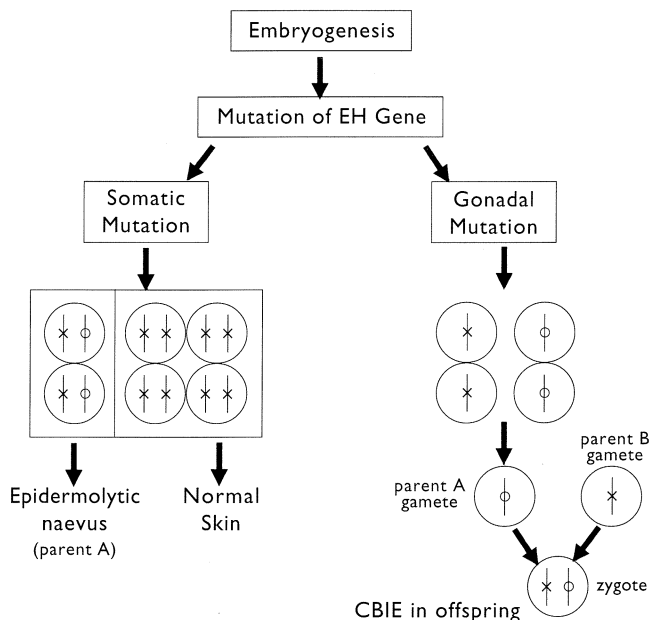 Embryogenesis
Mutation of EH Gene
Somatic
Mutation
Gonadal
Mutation
Epidermolytic
naevus
(parent A)
Normal
Skin
parent A
gamete
parent B
gamete
zygote
CBIE in offspring